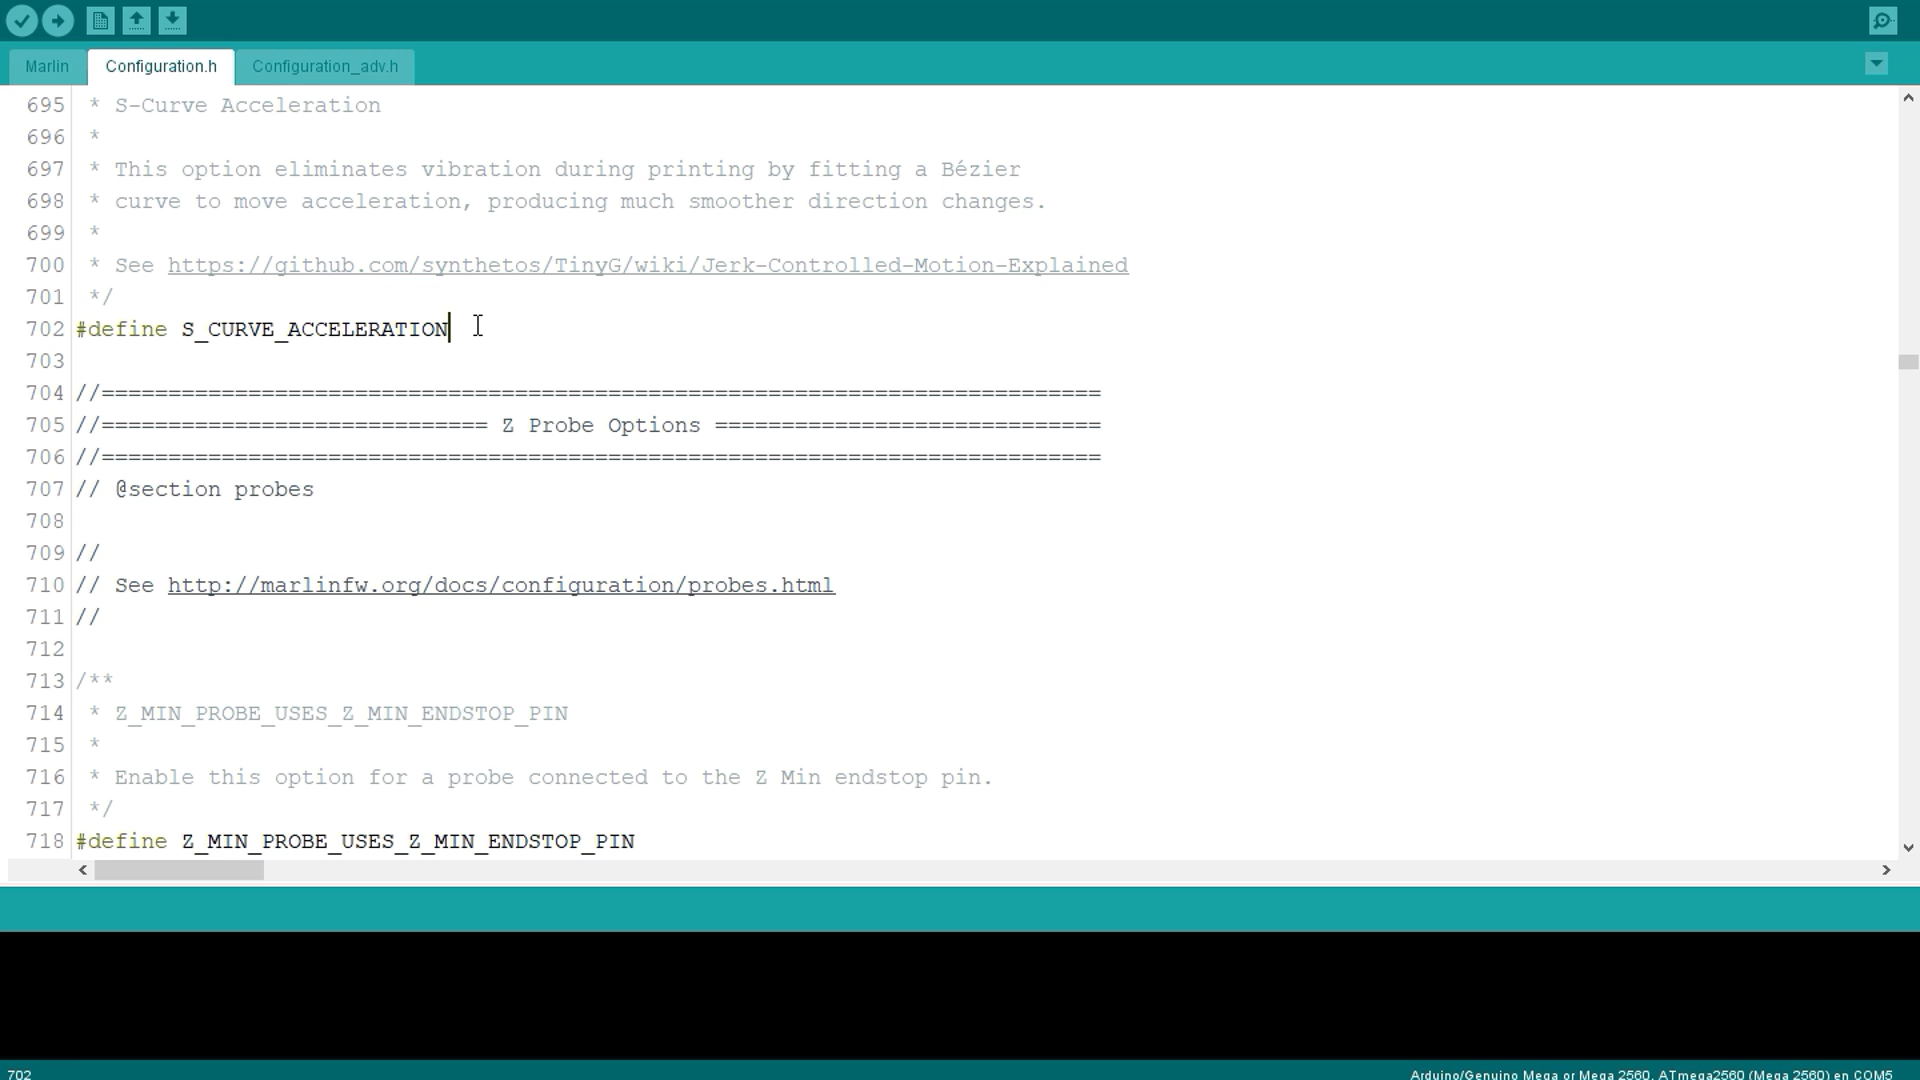 Marlin
Configuration.h
Configuration_adv.h
695 * S-Curve Acceleration
696 *
697 * This option eliminates vibration during printing by fitting a Bézier
698 * curve to move acceleration, producing much smoother direction changes.
699 *
700 * See https://github.com/synthetos/TinyG/wiki/Jerk-Controlled-Motion-Explained
701 */
702 #define S_CURVE_ACCELERATION
703
704 //===========================================================================
705 //============================= Z Probe Options =============================
706 //===========================================================================
707 // @section probes
708
709 //
710 // See http://marlinfw.org/docs/configuration/probes.html
711 //
712
713 /**
714 * Z_MIN_PROBE_USES_Z_MIN_ENDSTOP_PIN
715 *
716 * Enable this option for a probe connected to the Z Min endstop pin.
717 */
718 #define Z_MIN_PROBE_USES_Z_MIN_ENDSTOP_PIN
702
Arduino/Genuino Mega or Mega 2560, ATmega2560 (Mega 2560) en COM5